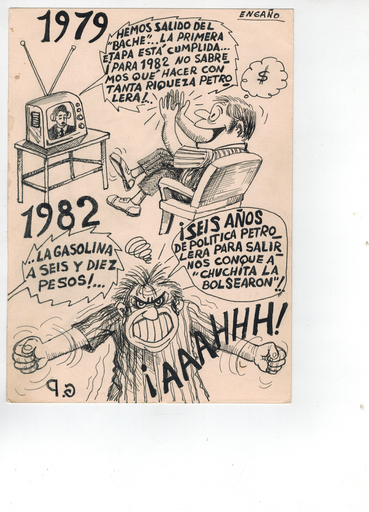 1979
ENGAÑO
HEMOS SALIDO DEL
"BACHE"... LA PRIMERA
ETAPA ESTÁ CUMPLIDA...
¡PARA 1982 NO SABRE
MOS QUE HACER CON
TANTA RIQUEZA PETRO
LERA!..
$
1982
...LA GASOLINA
A SEIS Y DIEZ
PESOS!...
¡SEIS AÑOS
DE POLITICA PETRO-
LERA PARA SALIR
NOS CONQUE A-
"CHUCHITA LA
BOLSEARON"!
¡AAAHHH!
G.P